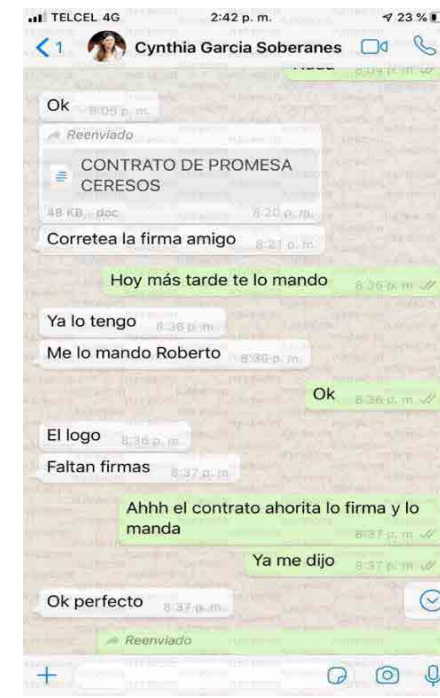 TELCEL 4G 2:42 p. m. 23 %
1 Cynthia Garcia Soberanes
Ok 8:05 p. m.
Reenviado
CONTRATO DE PROMESA
CERESOS
48 KB doc 8:20 p. m.
Corretea la firma amigo 8:21 p. m.
Hoy más tarde te lo mando 8:36 p. m.
Ya lo tengo 8:36 p. m.
Me lo mando Roberto 8:36 p. m.
Ok 8:36 p. m.
El logo 8:36 p. m.
Faltan firmas 8:37 p. m.
Ahhh el contrato ahorita lo firma y lo
manda
8:37 p. m.
Ya me dijo 8:37 p. m.
Ok perfecto 8:37 p. m.
Reenviado